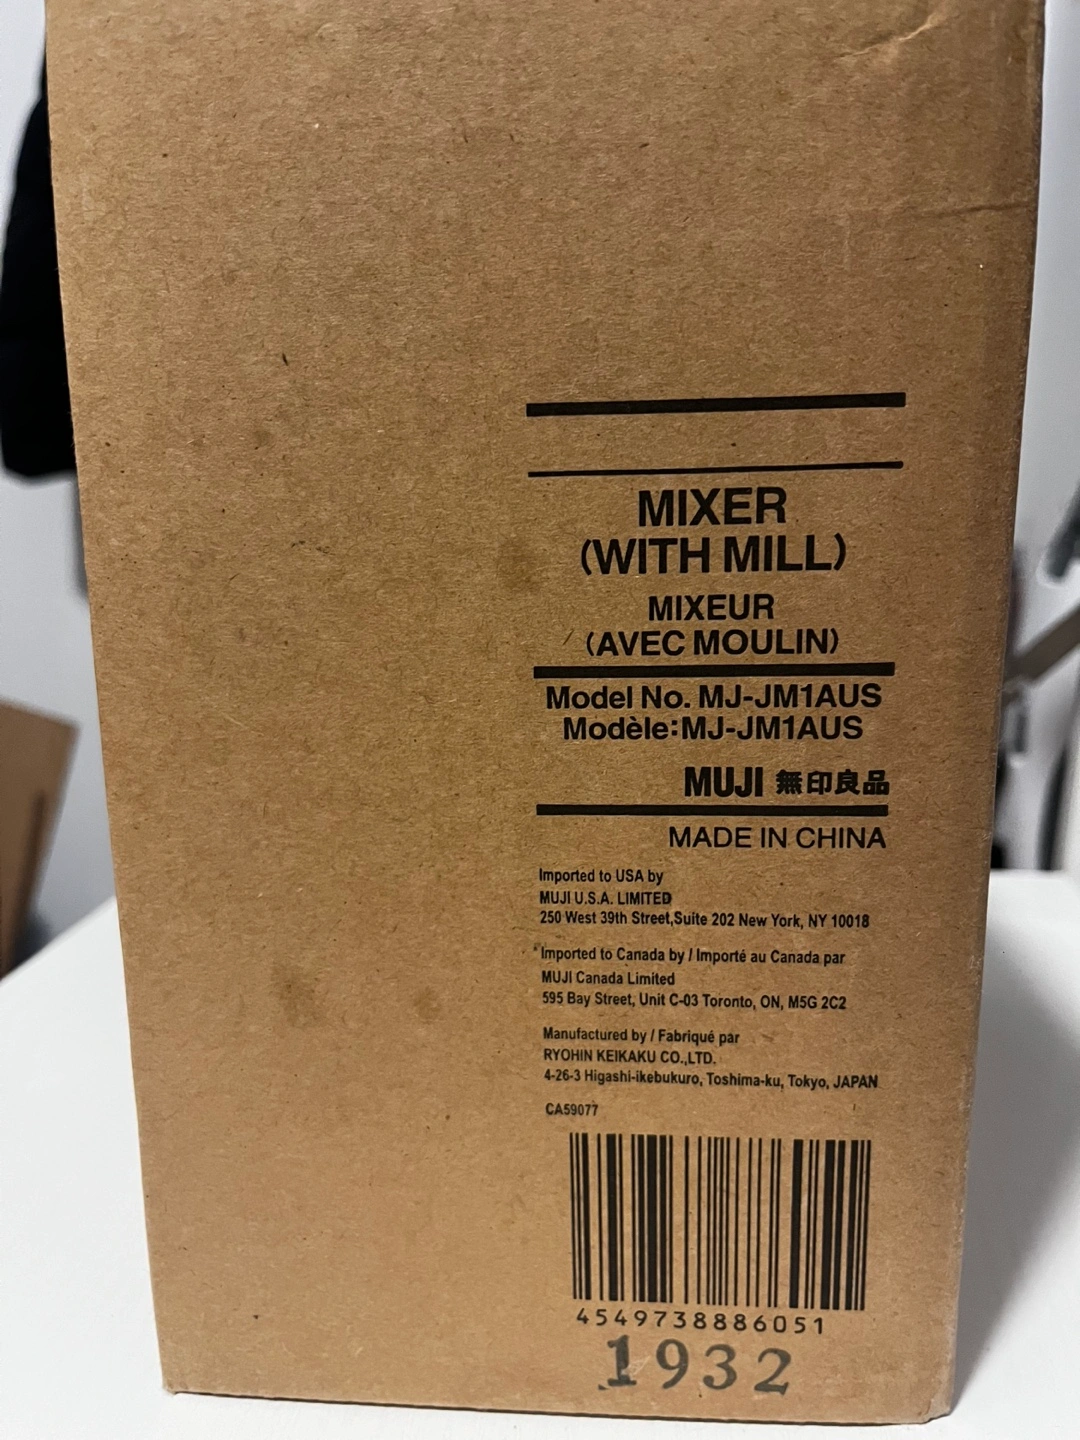 MIXER
(WITH MILL)
MIXEUR
(AVEC MOULIN)
Model No. MJ-JM1AUS
Modèle:MJ-JM1AUS
MUJI 無印良品
MADE IN CHINA
Imported to USA by
MUJI U.S.A. LIMITED
250 West 39th Street,Suite 202 New York, NY 10018
Imported to Canada by / Importé au Canada par
MUJI Canada Limited
595 Bay Street, Unit C-03 Toronto, ON, M5G 2C2
Manufactured by / Fabriqué par
RYOHIN KEIKAKU CO.,LTD.
4-26-3 Higashi-ikebukuro, Toshima-ku, Tokyo, JAPAN
CA59077
4549738886051
1932